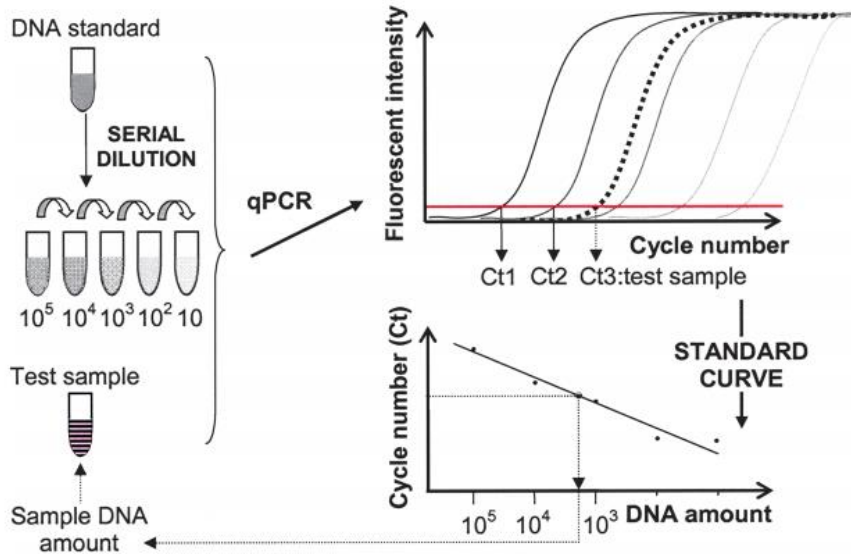 DNA standard
SERIAL
DILUTION
10⁵ 10⁴ 10³ 10² 10
Test sample
Sample DNA
amount
qPCR
Fluorescent intensity
Cycle number
Ct1 Ct2 Ct3:test sample
STANDARD
CURVE
Cycle number (Ct)
10⁵ 10⁴ 10³ DNA amount